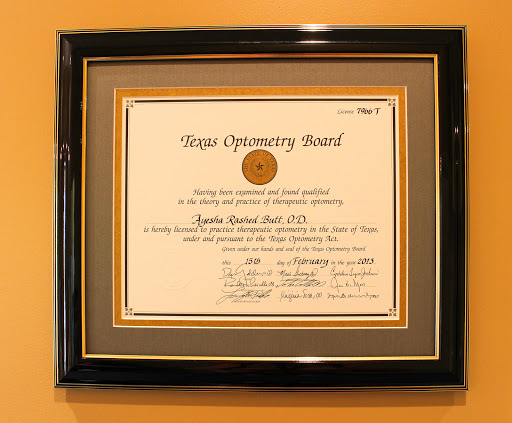 License 7966 T
Texas Optometry Board
Having been examined and found qualified
in the theory and practice of therapeutic optometry,
Ayesha Rashed Butt, O.D.
is hereby licensed to practice therapeutic optometry in the State of Texas,
under and pursuant to the Texas Optometry Act.
Given under our hands and seal of the Texas Optometry Board
this 15th day of February in the year 2013.